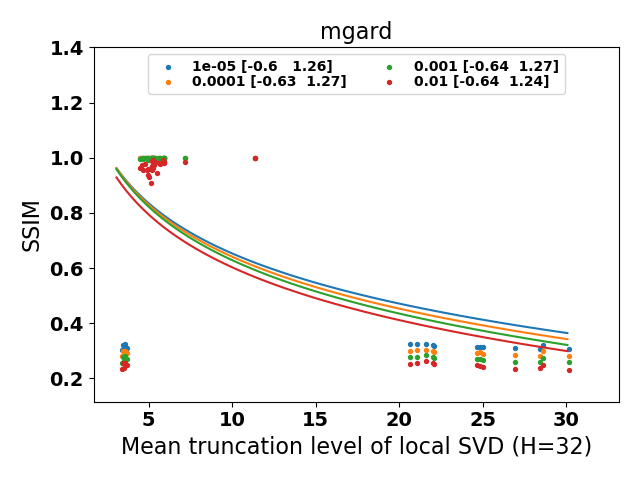 mgard
1e-05 [-0.6   1.26]
0.0001 [-0.63  1.27]
0.001 [-0.64  1.27]
0.01 [-0.64  1.24]
SSIM
1.4
1.2
1.0
0.8
0.6
0.4
0.2
5 10 15 20 25 30
Mean truncation level of local SVD (H=32)